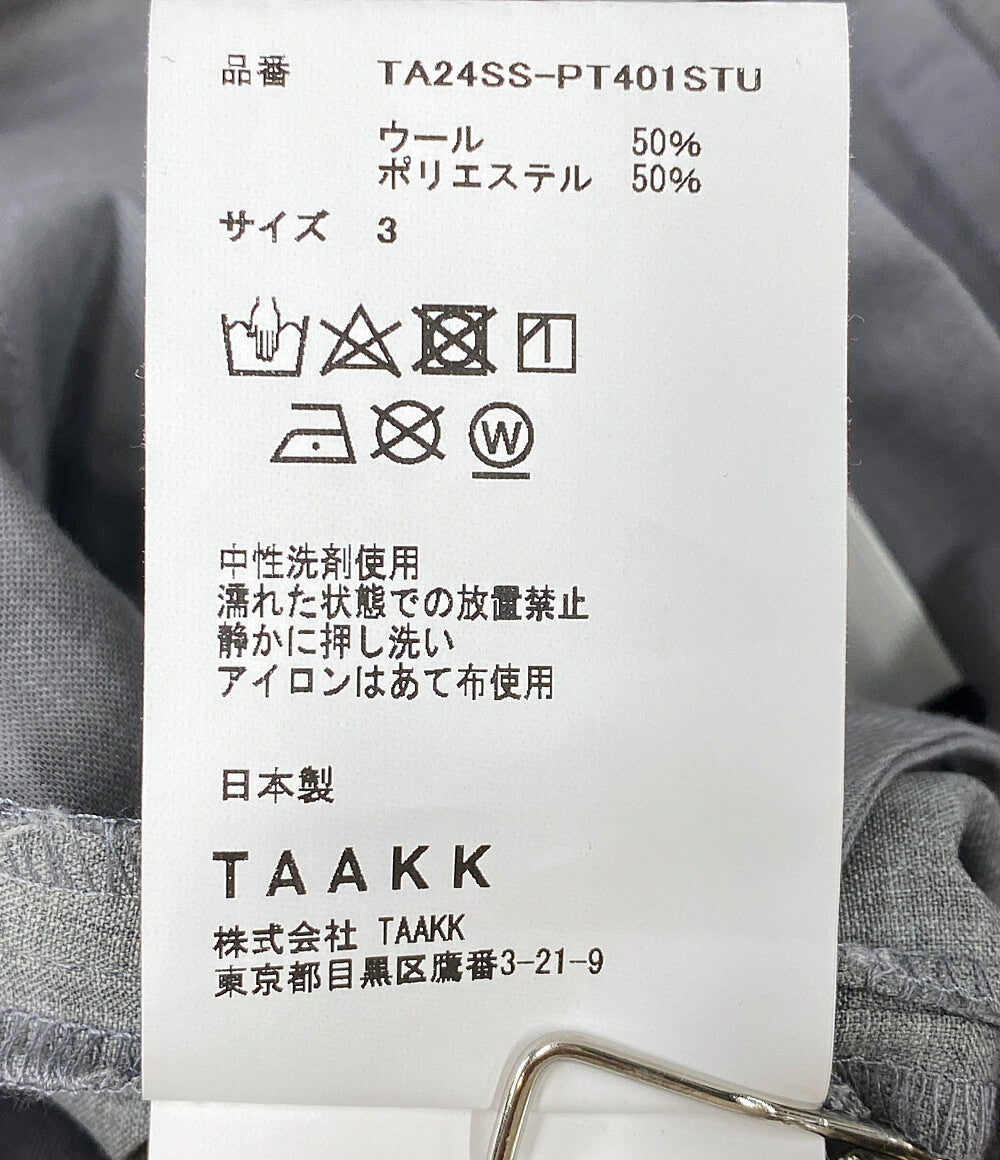 品番 TA24SS-PT401STU
ウール 50%
ポリエステル 50%
サイズ 3
W
中性洗剤使用
濡れた状態での放置禁止
静かに押し洗い
アイロンはあて布使用
日本製
TAAKK
株式会社 TAAKK
東京都目黒区鷹番3-21-9